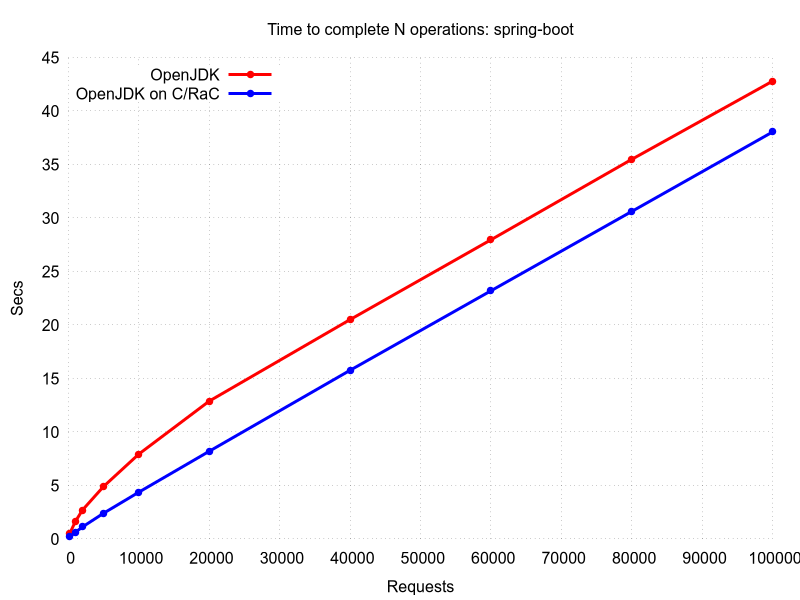 Time to complete N operations: spring-boot
OpenJDK
OpenJDK on C/RaC
45
40
35
30
25
20
15
10
5
0
Secs
0 10000 20000 30000 40000 50000 60000 70000 80000 90000 100000
Requests